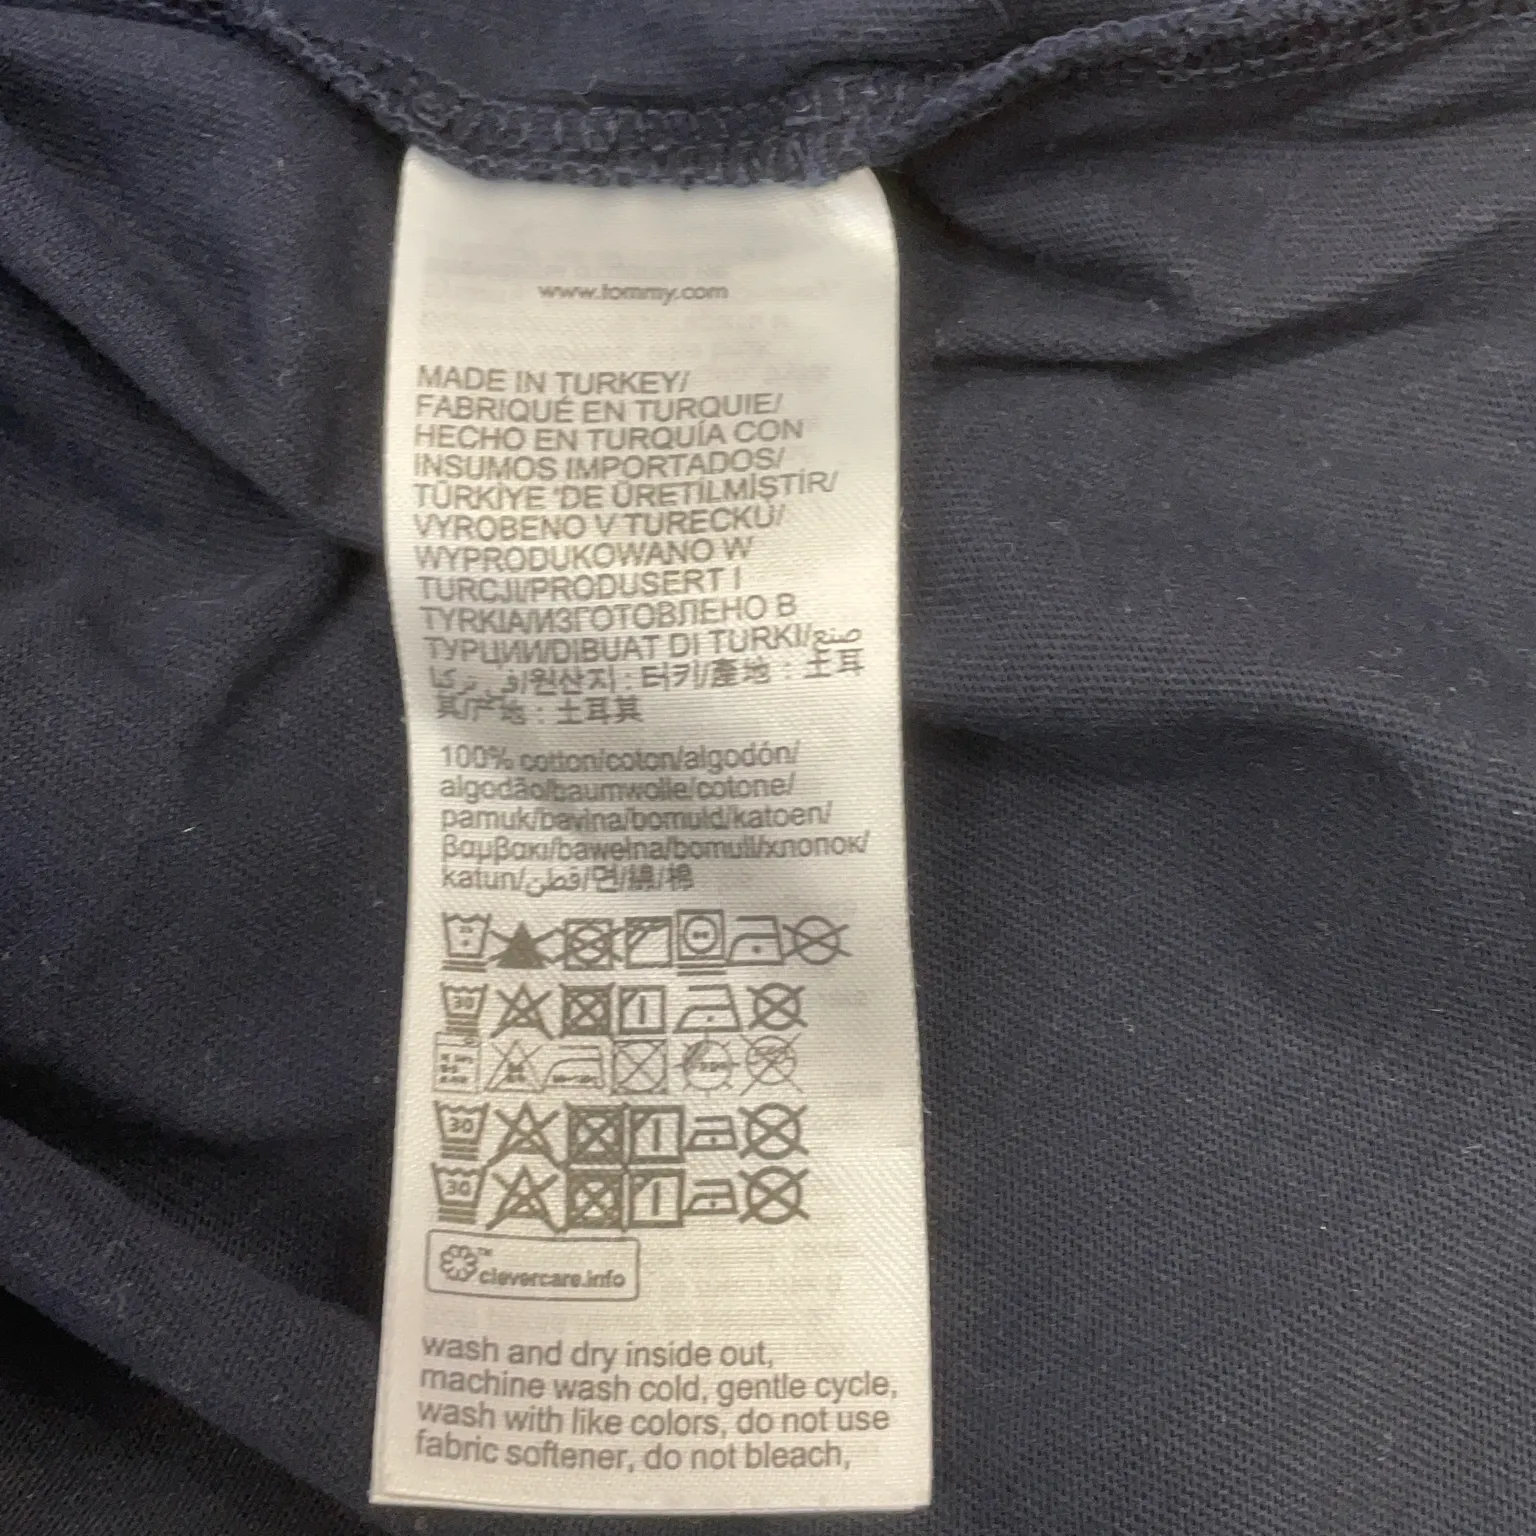 www.tommy.com
MADE IN TURKEY/
FABRIQUÉ EN TURQUIE/
HECHO EN TURQUÍA CON
INSUMOS IMPORTADOS/
TÜRKİYE 'DE ÜRETİLMİŞTİR/
VYROBENO V TURECKU/
WYPRODUKOWANO W
TURCJI/PRODUSERT I
TYRKIA/ИЗГОТОВЛЕНО В
ТУРЦИИ/DIBUAT DI TURKI/صنع
في تركيا/원산지 : 터키/產地 : 土耳
其/产地 : 土耳其
100% cotton/coton/algodón/
algodão/baumwolle/cotone/
pamuk/bavlna/bomuld/katoen/
βαμβακι/bawełna/bomull/хлопок/
katun/قطن/면/綿/棉
30
30
30
clevercare.info
wash and dry inside out,
machine wash cold, gentle cycle,
wash with like colors, do not use
fabric softener, do not bleach,